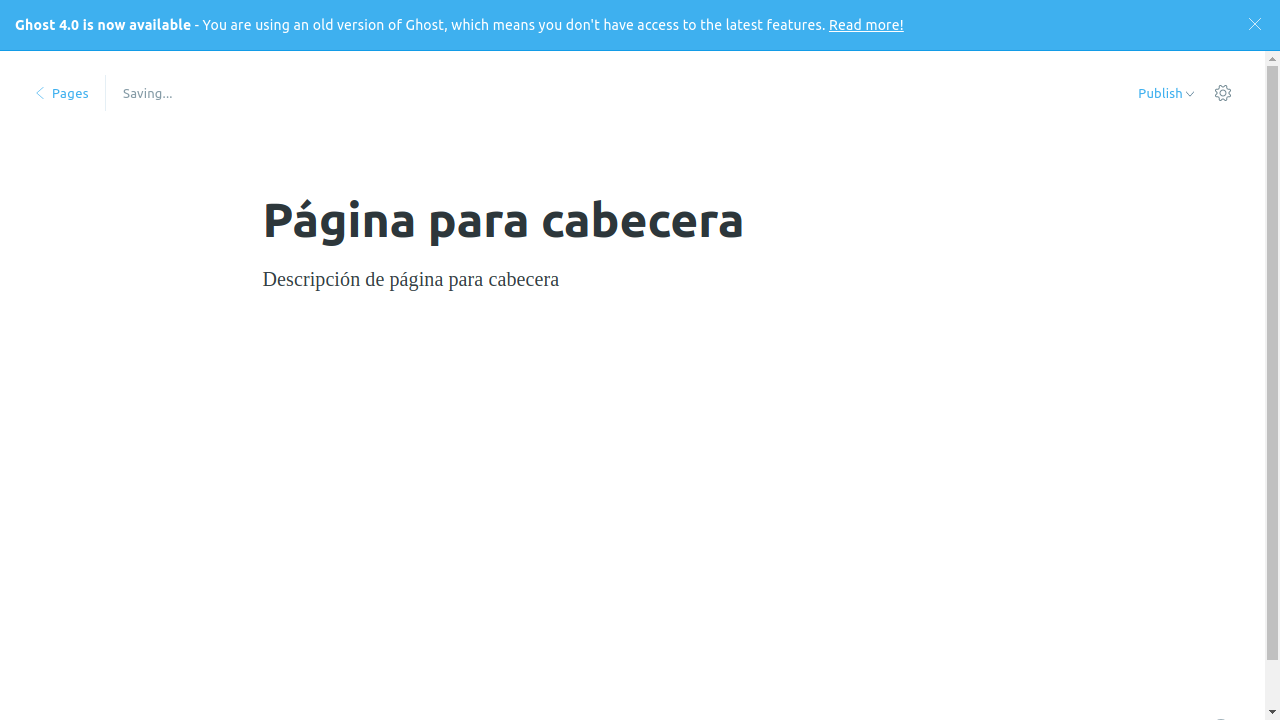 Ghost 4.0 is now available - You are using an old version of Ghost, which means you don't have access to the latest features. Read more!
Pages
Saving...
Publish
Página para cabecera
Descripción de página para cabecera